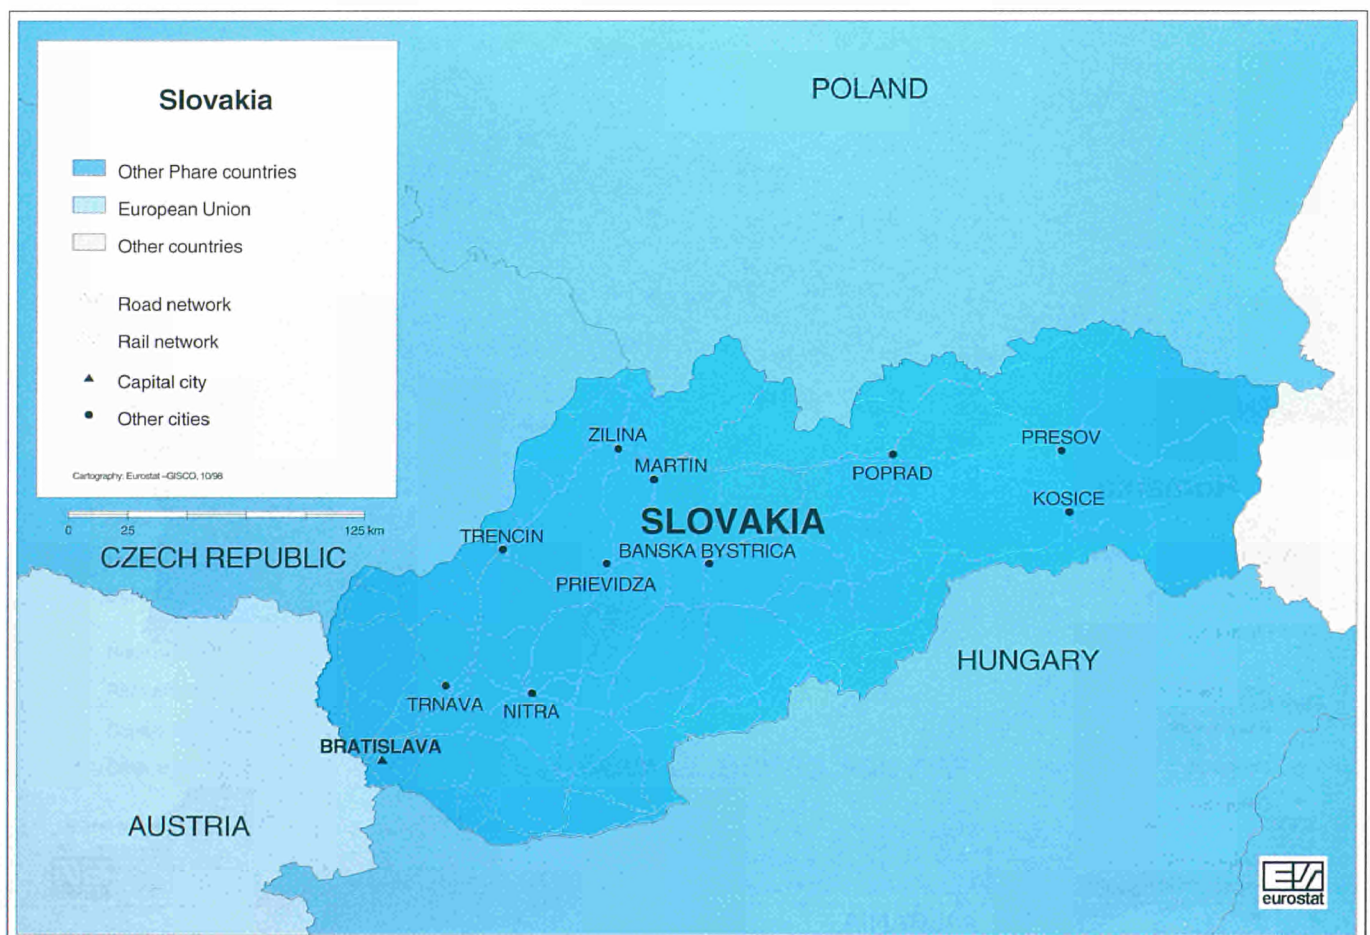 Slovakia
Other Phare countries
European Union
Other countries
Road network
Rail network
Capital city
Other cities
Cartography: Eurostat – GISCO, 10/98
0 25 125 km
POLAND
CZECH REPUBLIC
ZILINA
MARTIN
POPRAD
PRESOV
KOSICE
SLOVAKIA
TRENCIN
BANSKA BYSTRICA
PRIEVIDZA
HUNGARY
TRNAVA
NITRA
BRATISLAVA
AUSTRIA
eurostat